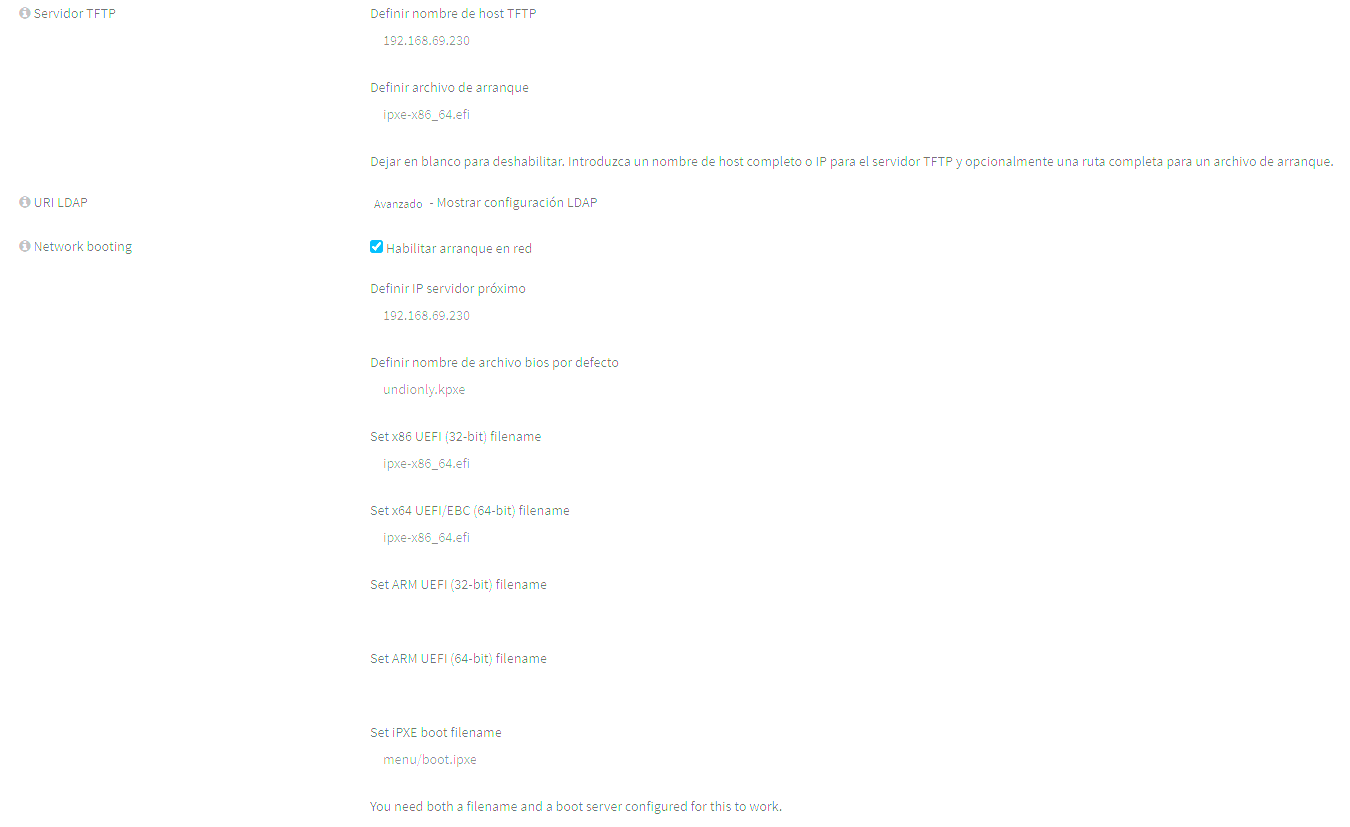 Servidor TFTP
Definir nombre de host TFTP
192.168.69.230
Definir archivo de arranque
ipxe-x86_64.efi
Dejar en blanco para deshabilitar. Introduzca un nombre de host completo o IP para el servidor TFTP y opcionalmente una ruta completa para un archivo de arranque.
URI LDAP
Avanzado - Mostrar configuración LDAP
Network booting
Habilitar arranque en red
Definir IP servidor próximo
192.168.69.230
Definir nombre de archivo bios por defecto
undionly.kpxe
Set x86 UEFI (32-bit) filename
ipxe-x86_64.efi
Set x64 UEFI/EBC (64-bit) filename
ipxe-x86_64.efi
Set ARM UEFI (32-bit) filename
Set ARM UEFI (64-bit) filename
Set iPXE boot filename
menu/boot.ipxe
You need both a filename and a boot server configured for this to work.